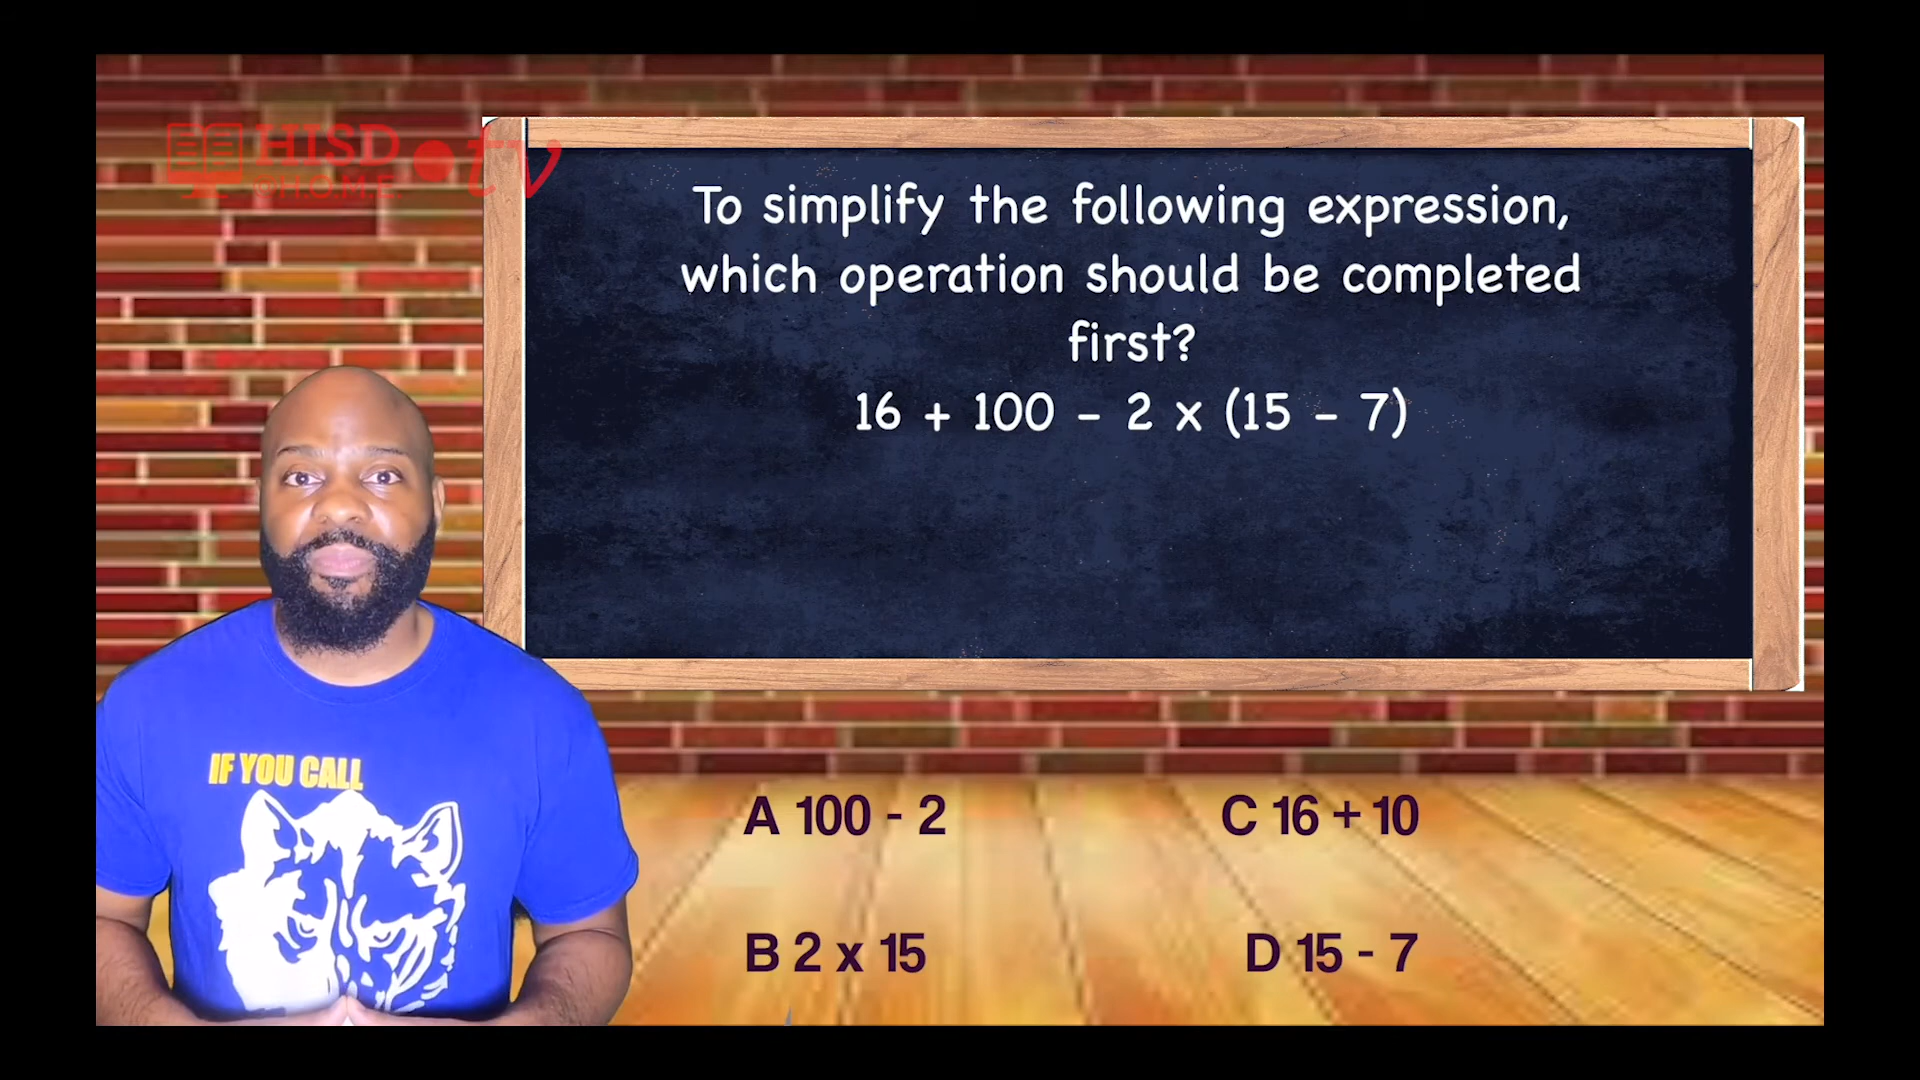 HISD
@H.O.M.E.
tv
To simplify the following expression,
which operation should be completed
first?
16 + 100 - 2 x (15 - 7)
IF YOU CALL
A 100 - 2
C 16 + 10
B 2 x 15
D 15 - 7